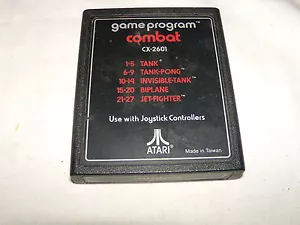 game program™
combat
CX-2601
1-5 TANK™
6-9 TANK-PONG™
10-14 INVISIBLE-TANK™
15-20 BIPLANE
21-27 JET-FIGHTER™
Use with Joystick Controllers
ATARI®
Made in Taiwan